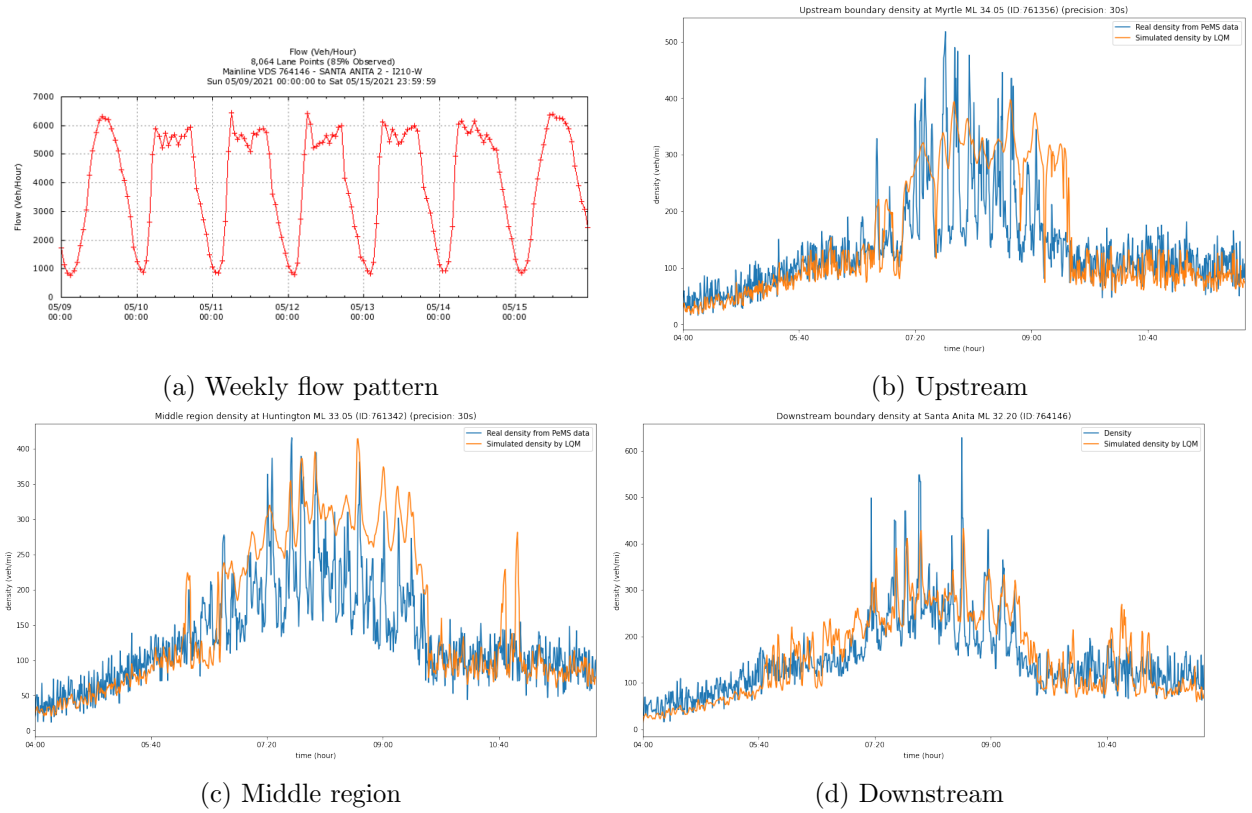 Flow (Veh/Hour)
8,064 Lane Points (85% Observed)
Mainline VDS 764146 - SANTA ANITA 2 - I210-W
Sun 05/09/2021 00:00:00 to Sat 05/15/2021 23:59:59
7000
6000
5000
4000
3000
2000
1000
0
Flow (Veh/Hour)
05/09 05/10 05/11 05/12 05/13 05/14 05/15
00:00 00:00 00:00 00:00 00:00 00:00 00:00
(a) Weekly flow pattern
Upstream boundary density at Myrtle ML 34.05 (ID 761356) (precision: 30s)
Real density from PeMS data
Simulated density by LQM
500
400
300
200
100
0
density (veh/mi)
04:00 05:40 07:20 09:00 10:40
time (hour)
(b) Upstream
Middle region density at Huntington ML 33.05 (ID:761342) (precision: 30s)
Real density from PeMS data
Simulated density by LQM
400
350
300
250
200
150
100
50
0
density (veh/mi)
04:00 05:40 07:20 09:00 10:40
time (hour)
(c) Middle region
Downstream boundary density at Santa Anita ML 32.20 (ID:764146)
Density
Simulated density by LQM
600
500
400
300
200
100
0
density (veh/mi)
04:00 05:40 07:20 09:00 10:40
time (hour)
(d) Downstream